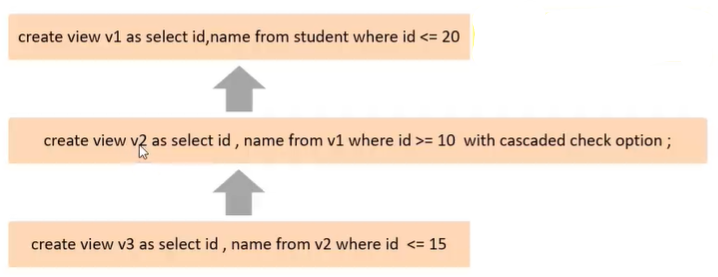 create view v1 as select id,name from student where id <= 20
create view v2 as select id , name from v1 where id >= 10 with cascaded check option ;
create view v3 as select id , name from v2 where id <= 15